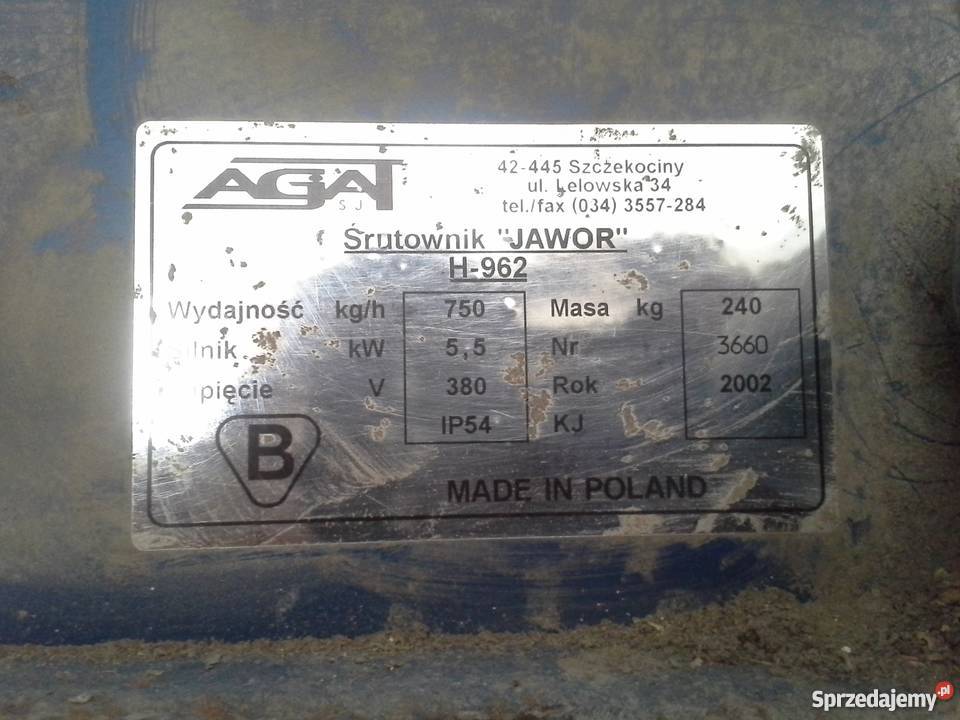 AGAT
SJ
42-445 Szczekociny
ul. Lelowska 34
tel./fax (034) 3557-284
Śrutownik "JAWOR"
H-962
Wydajność kg/h 750 Masa kg 240
kW 5,5 Nr 3660
V 380 Rok 2002
IP54 KJ
B
MADE IN POLAND
Sprzedajemy.pl